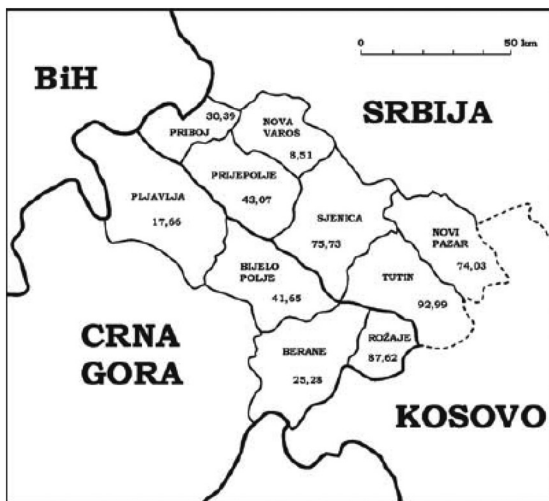 0 50 km
BiH
SRBIJA
30,39
PRIBOJ
NOVA
VAROŠ
8,51
PRIJEPOLJE
43,07
PLJAVLJA
17,66
SJENICA
75,73
NOVI
PAZAR
74,03
BIJELO
POLJE
41,65
TUTIN
92,99
CRNA
GORA
BERANE
25,28
ROŽAJE
87,62
KOSOVO